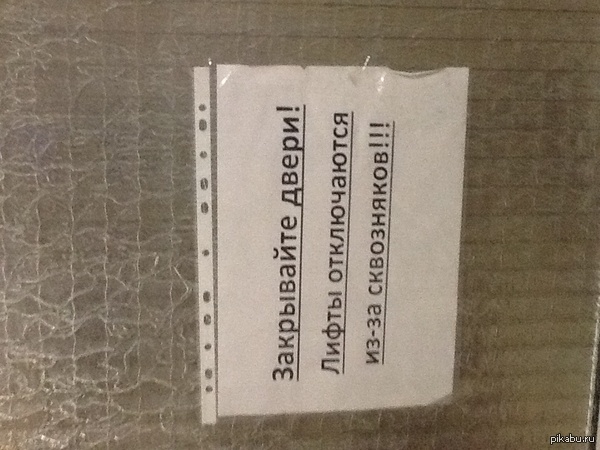 Закрывайте двери!
Лифты отключаются
из-за сквозняков!!!
pikabu.ru